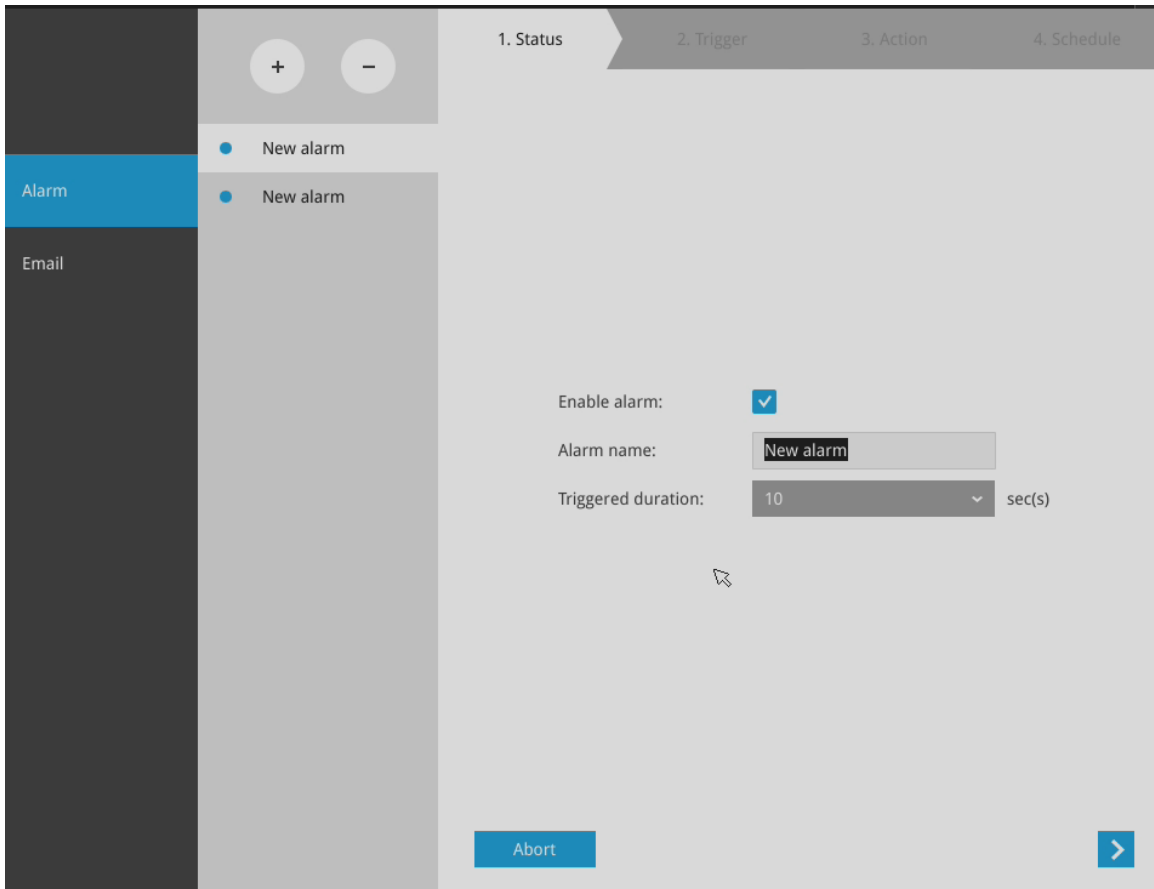 1. Status
2. Trigger
3. Action
4. Schedule
+
−
New alarm
New alarm
Alarm
Email
Enable alarm:
Alarm name: New alarm
Triggered duration: 10 sec(s)
Abort